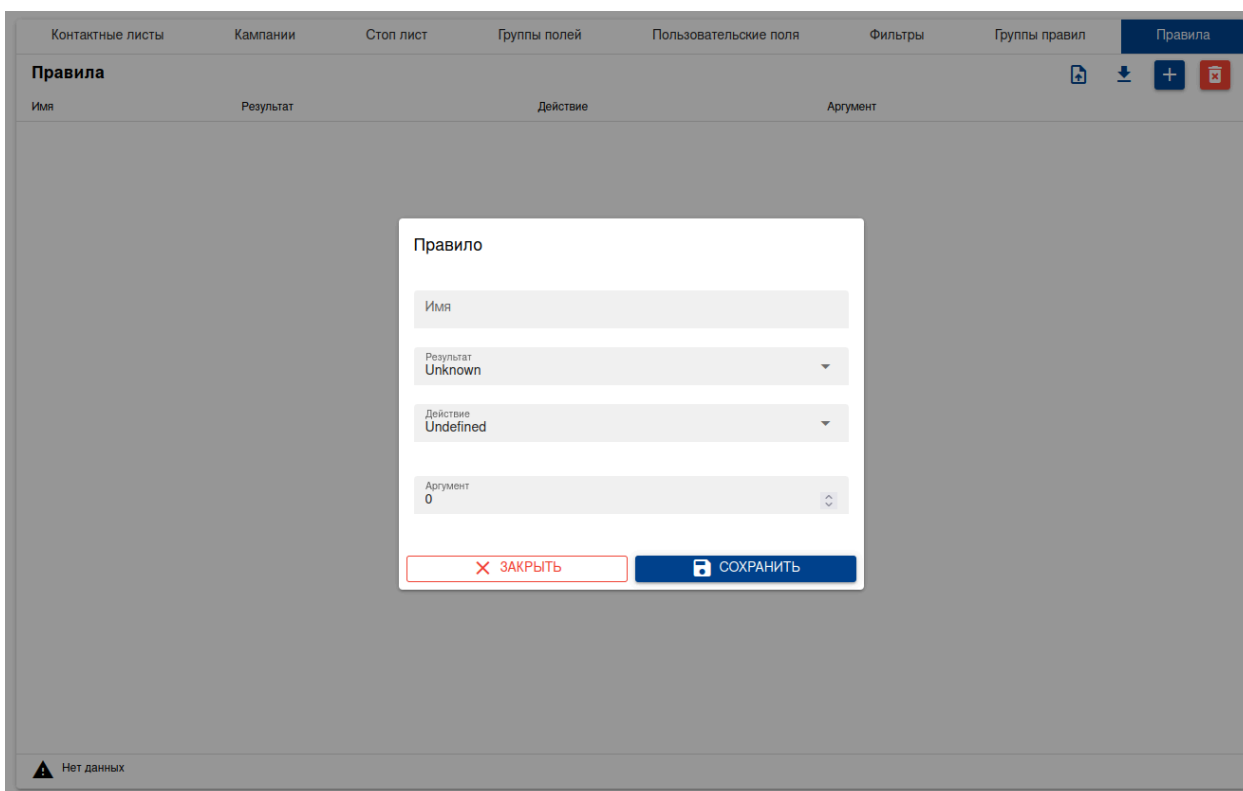 Контактные листы Кампании Стоп лист Группы полей Пользовательские поля Фильтры Группы правил Правила
Правила
Имя Результат Действие Аргумент
Правило
Имя
Результат
Unknown
Действие
Undefined
Аргумент
0
ЗАКРЫТЬ СОХРАНИТЬ
Нет данных